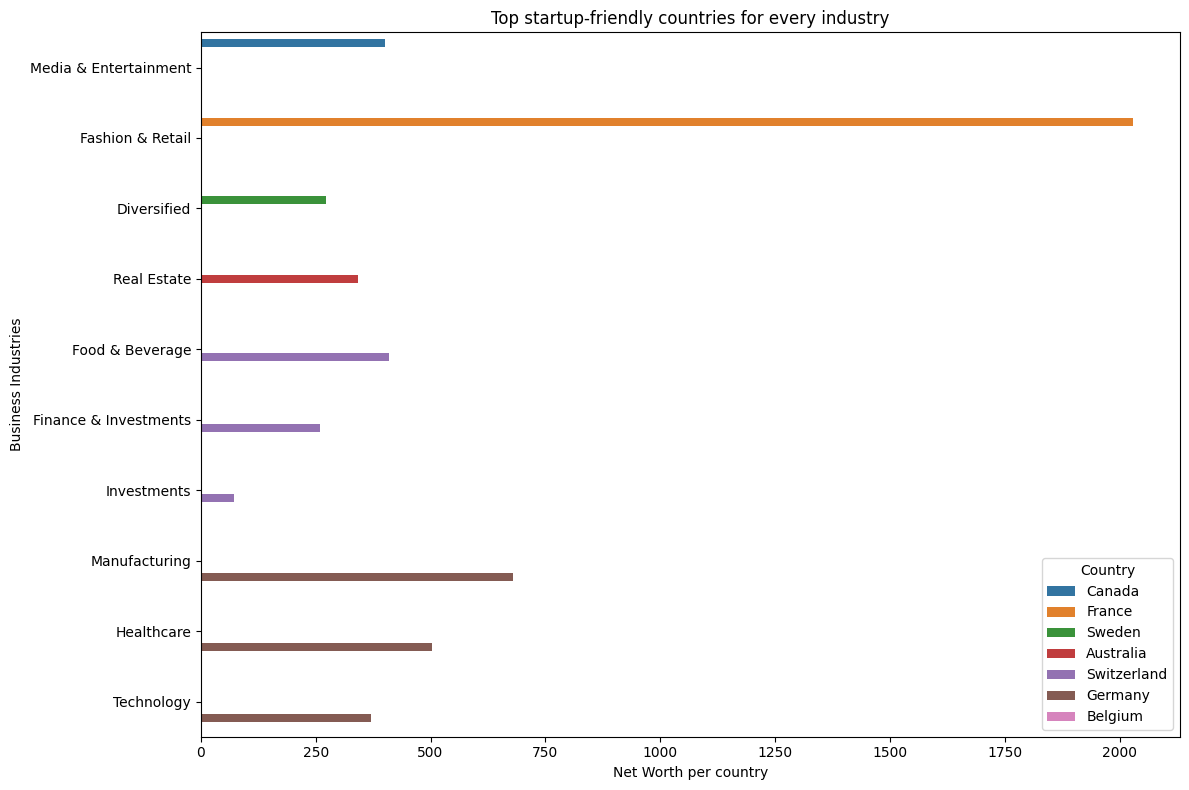 Top startup-friendly countries for every industry
Business Industries
Media & Entertainment
Fashion & Retail
Diversified
Real Estate
Food & Beverage
Finance & Investments
Investments
Manufacturing
Healthcare
Technology
Country
Canada
France
Sweden
Australia
Switzerland
Germany
Belgium
0 250 500 750 1000 1250 1500 1750 2000
Net Worth per country